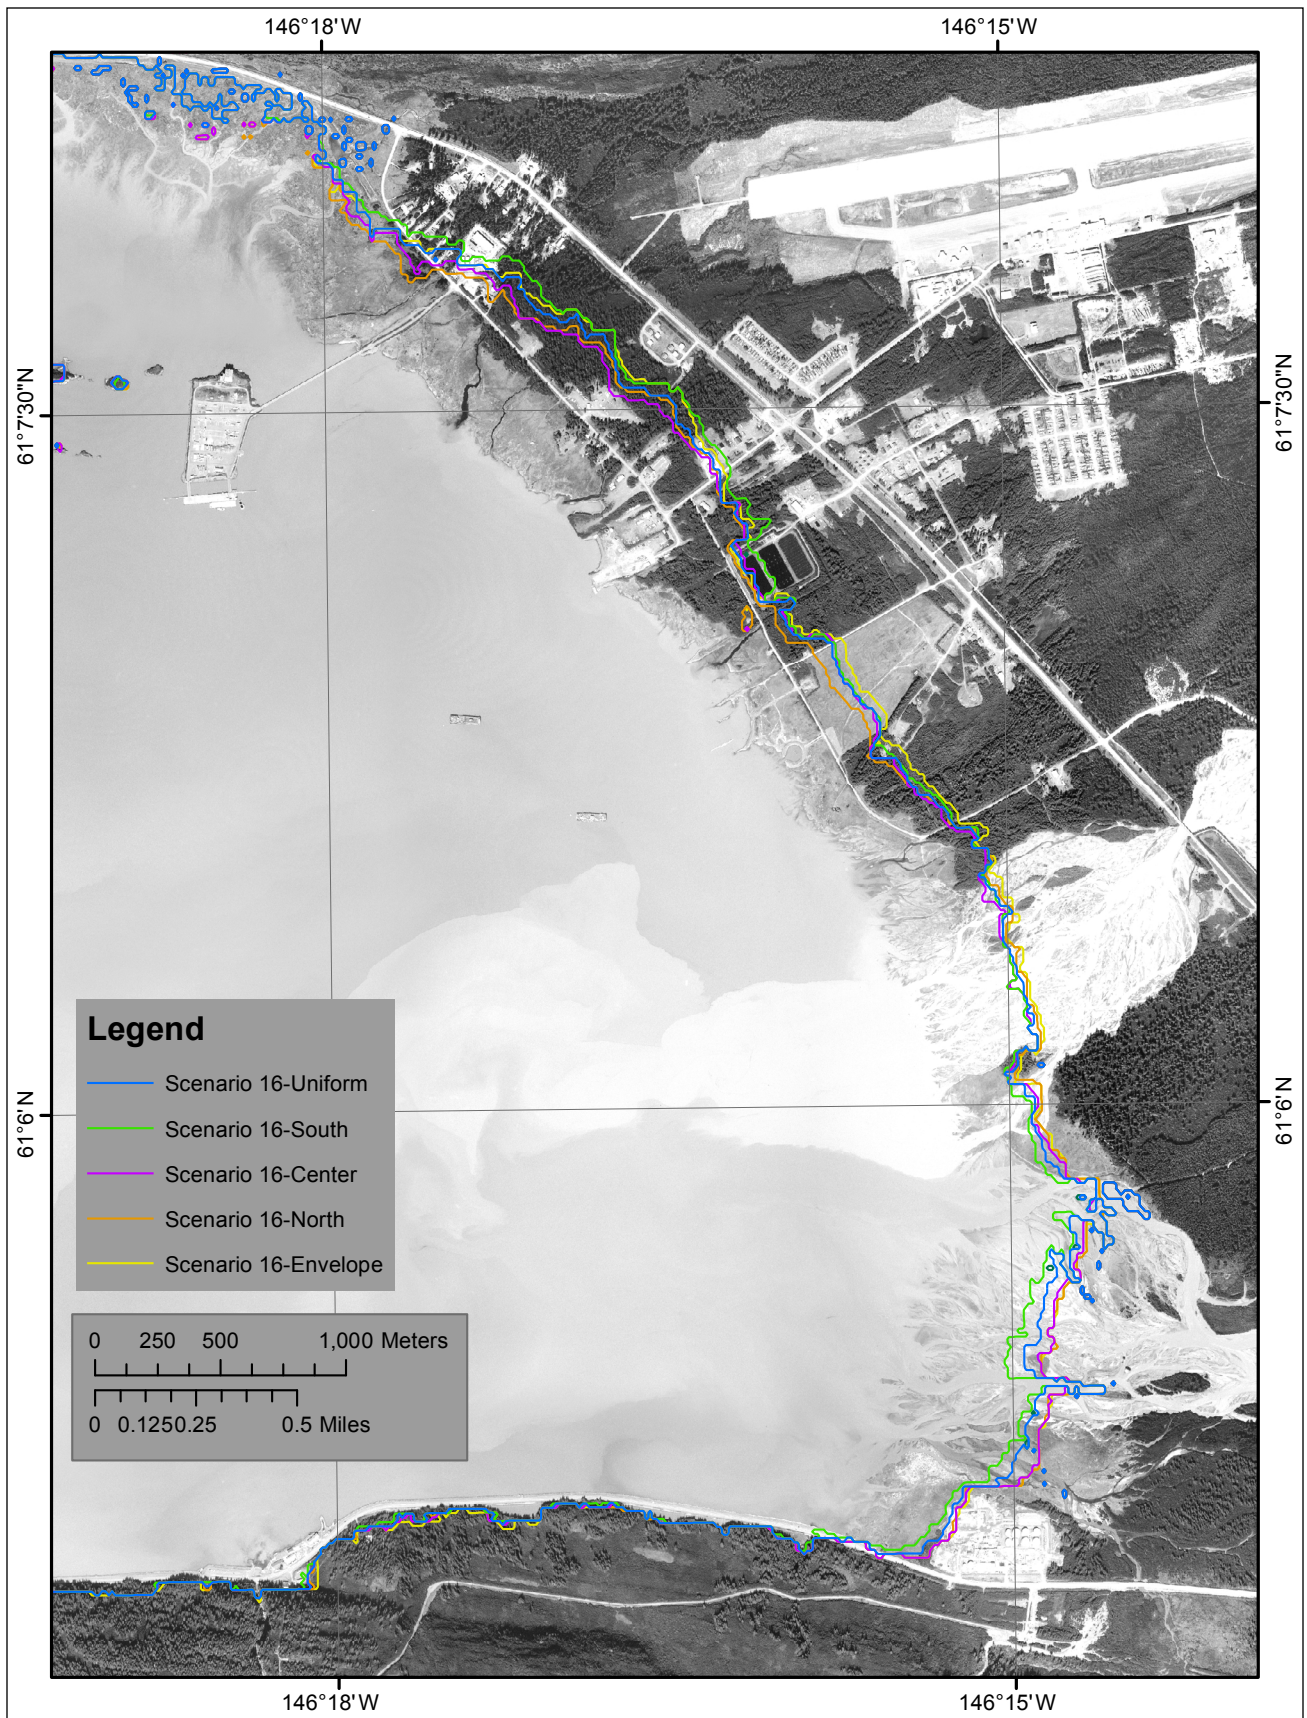 146°18'W 146°15'W
61°7'30"N 61°7'30"N
Legend
Scenario 16-Uniform
Scenario 16-South
Scenario 16-Center
Scenario 16-North
Scenario 16-Envelope
61°6'N 61°6'N
0 250 500 1,000 Meters
0 0.125 0.25 0.5 Miles
146°18'W 146°15'W